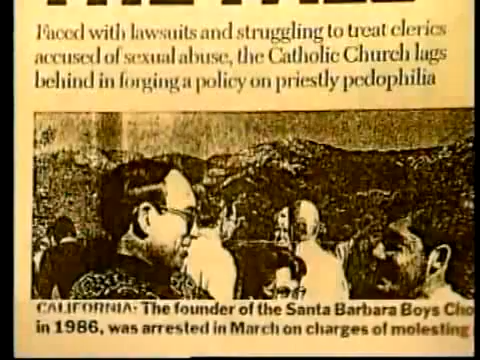 Faced with lawsuits and struggling to treat clerics
accused of sexual abuse, the Catholic Church lags
behind in forging a policy on priestly pedophilia
CALIFORNIA: The founder of the Santa Barbara Boys Cho
in 1986, was arrested in March on charges of molesting